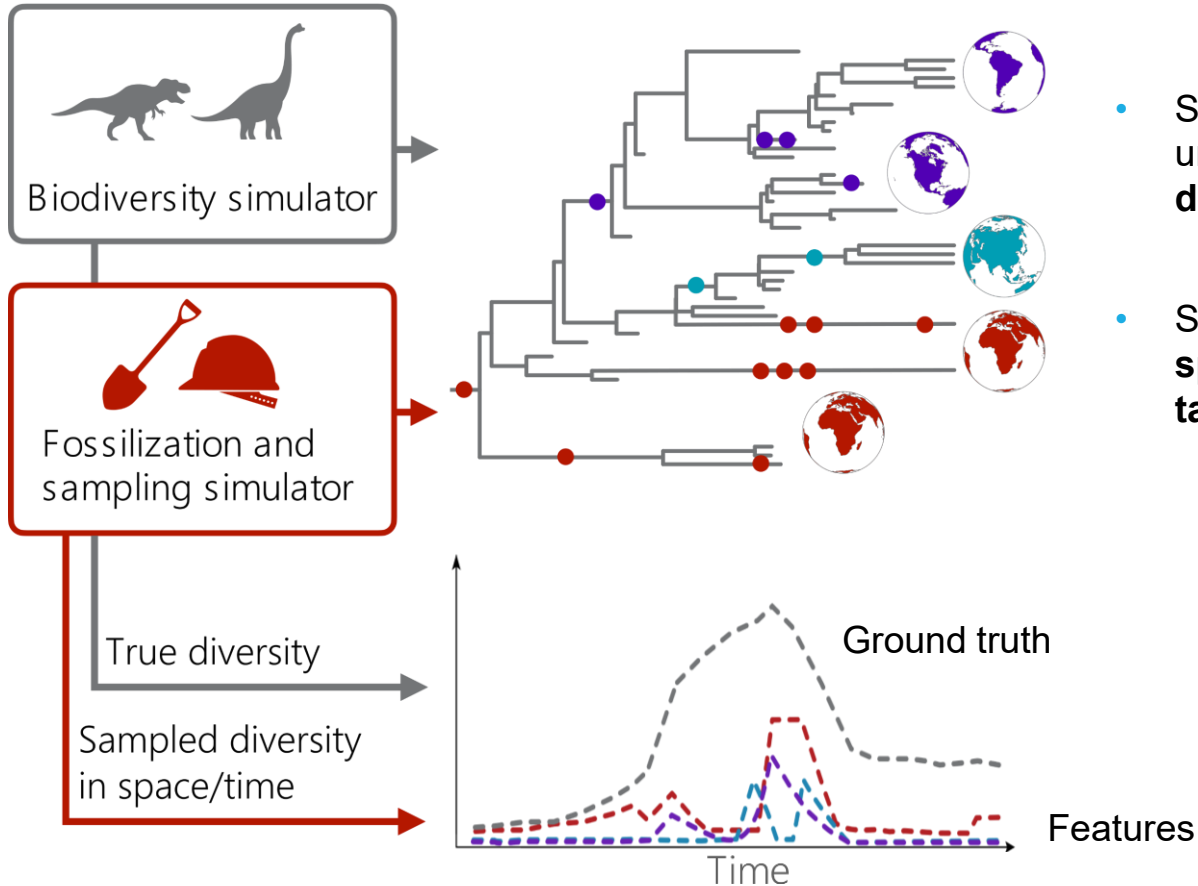 Biodiversity simulator
Fossilization and
sampling simulator
True diversity
Sampled diversity
in space/time
Ground truth
Features
Time